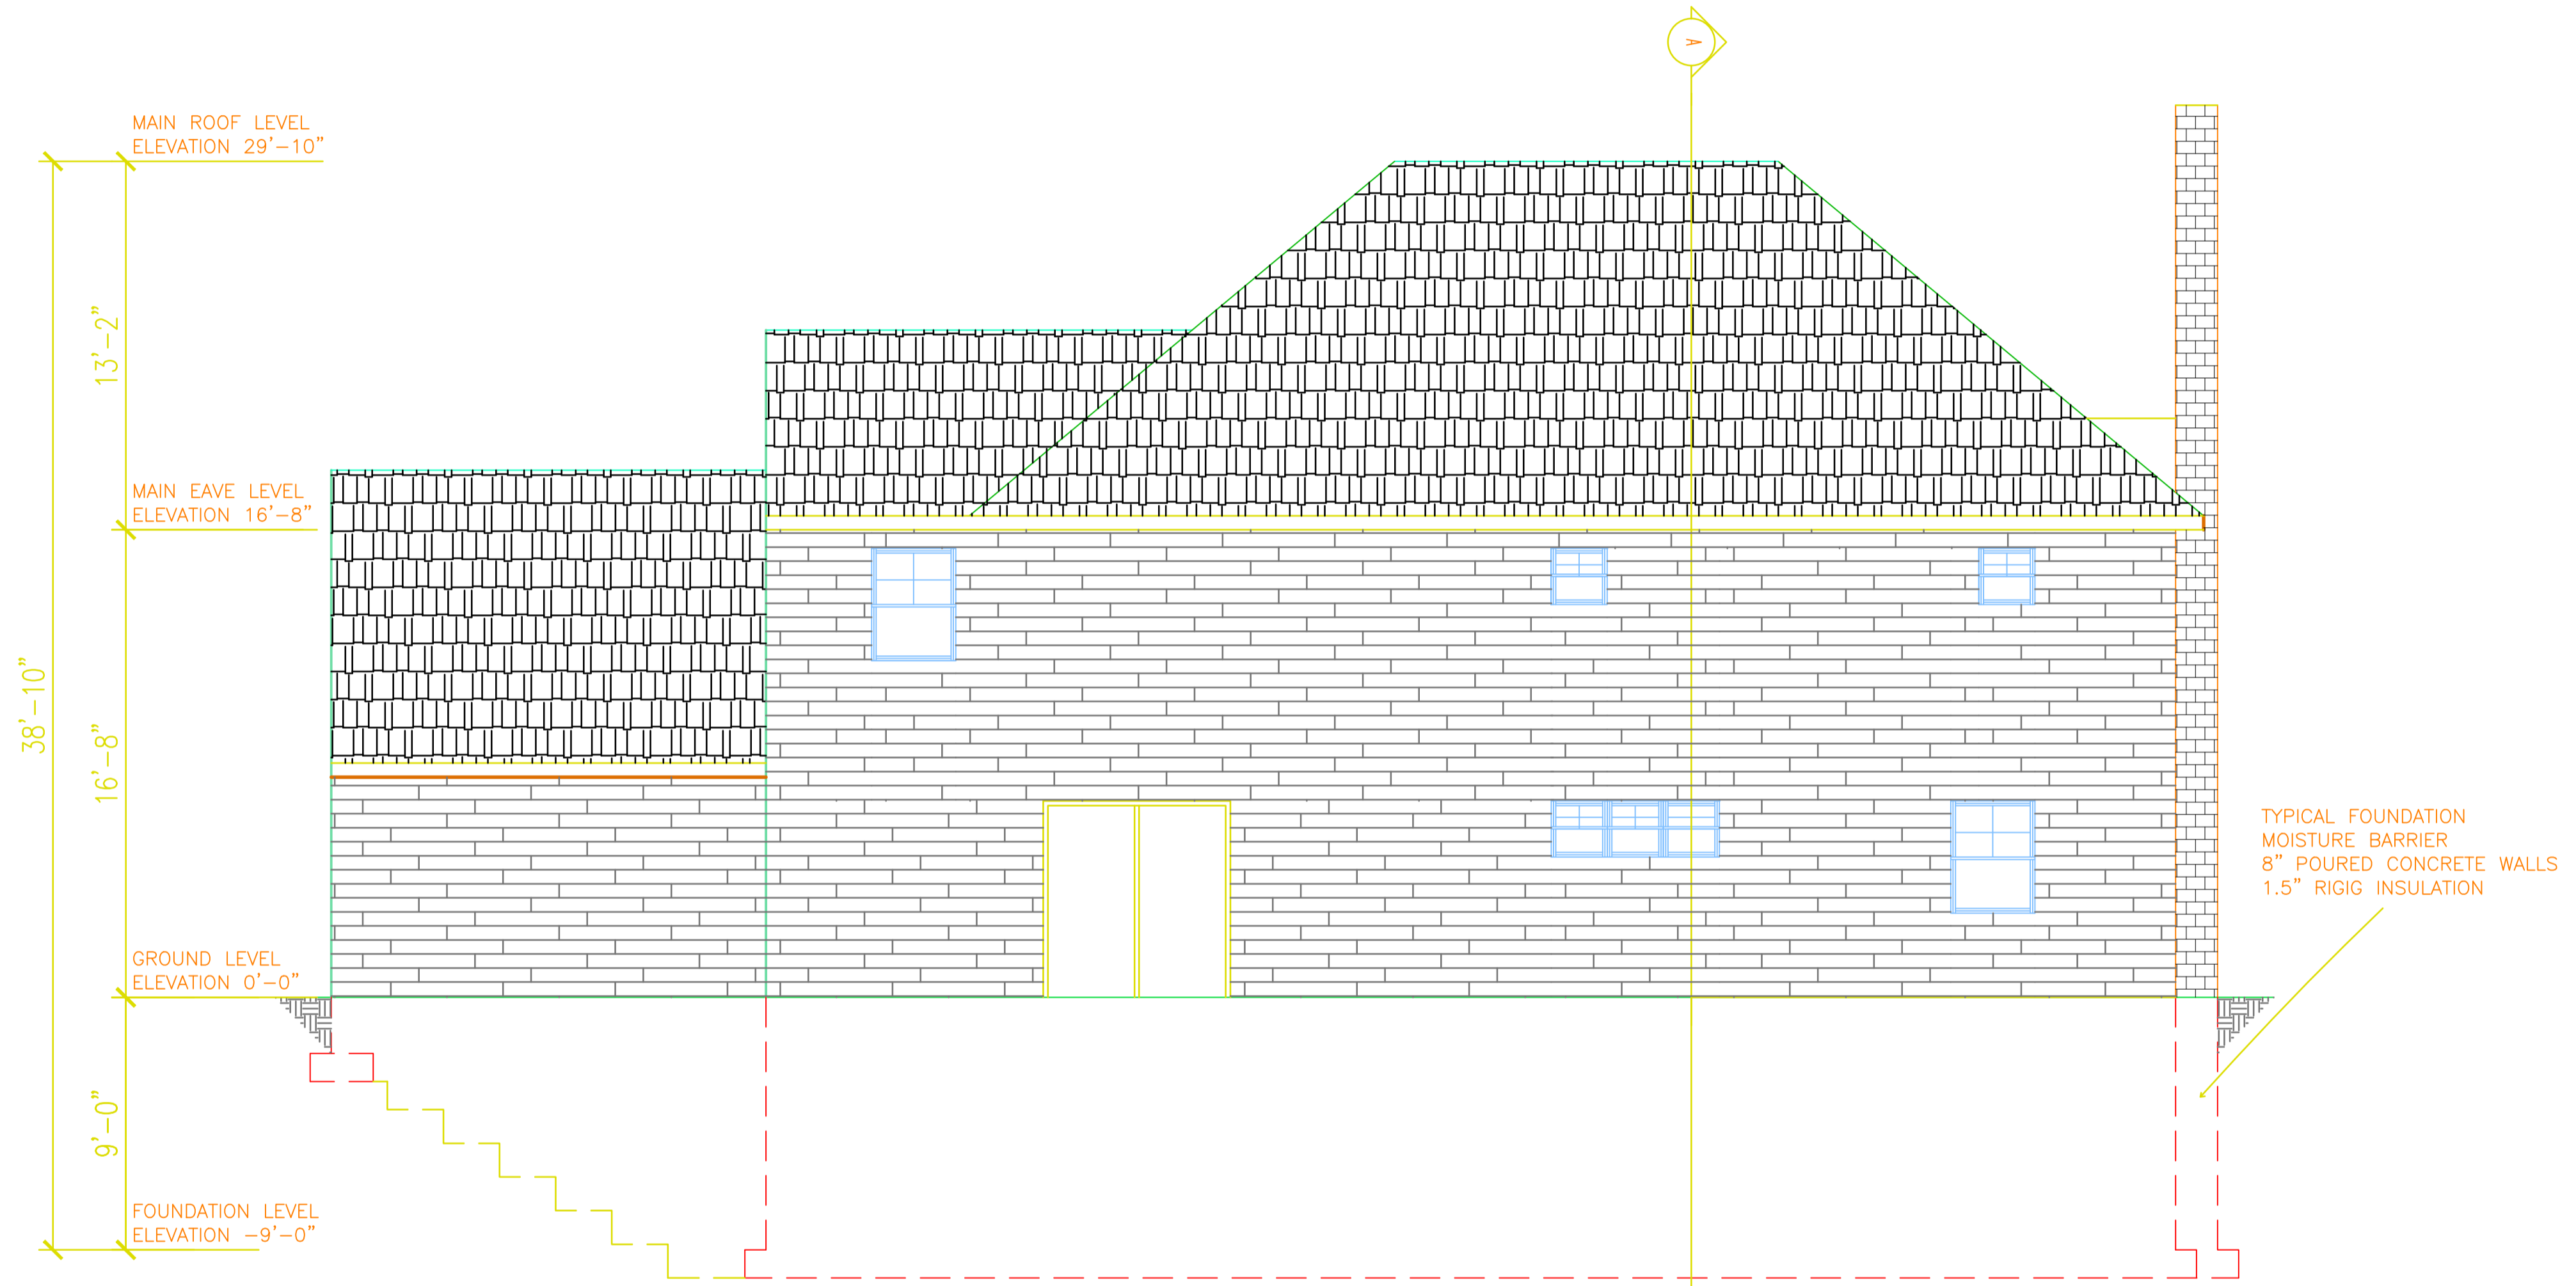 A
MAIN ROOF LEVEL
ELEVATION 29'-10"
13'-2"
MAIN EAVE LEVEL
ELEVATION 16'-8"
38'-10"
16'-8"
TYPICAL FOUNDATION
MOISTURE BARRIER
8" POURED CONCRETE WALLS
1.5" RIGIG INSULATION
GROUND LEVEL
ELEVATION 0'-0"
9'-0"
FOUNDATION LEVEL
ELEVATION -9'-0"